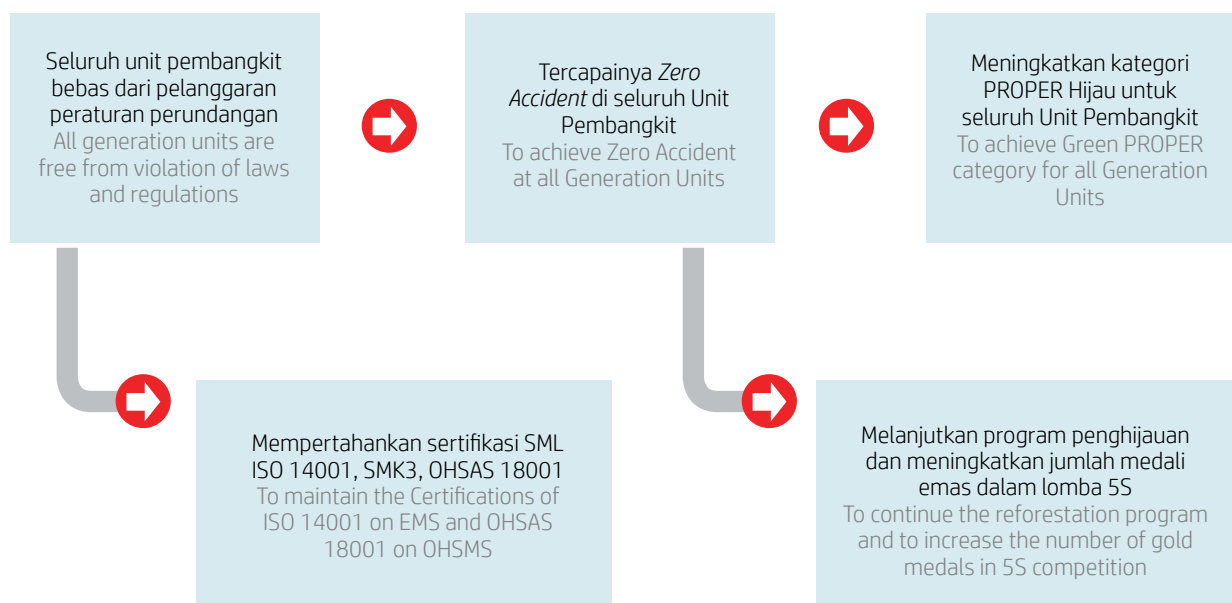 Seluruh unit pembangkit
bebas dari pelanggaran
peraturan perundangan
All generation units are
free from violation of laws
and regulations
Tercapainya Zero
Accident di seluruh Unit
Pembangkit
To achieve Zero Accident
at all Generation Units
Meningkatkan kategori
PROPER Hijau untuk
seluruh Unit Pembangkit
To achieve Green PROPER
category for all Generation
Units
Mempertahankan sertifikasi SML
ISO 14001, SMK3, OHSAS 18001
To maintain the Certifications of
ISO 14001 on EMS and OHSAS
18001 on OHSMS
Melanjutkan program penghijauan
dan meningkatkan jumlah medali
emas dalam lomba 5S
To continue the reforestation program
and to increase the number of gold
medals in 5S competition